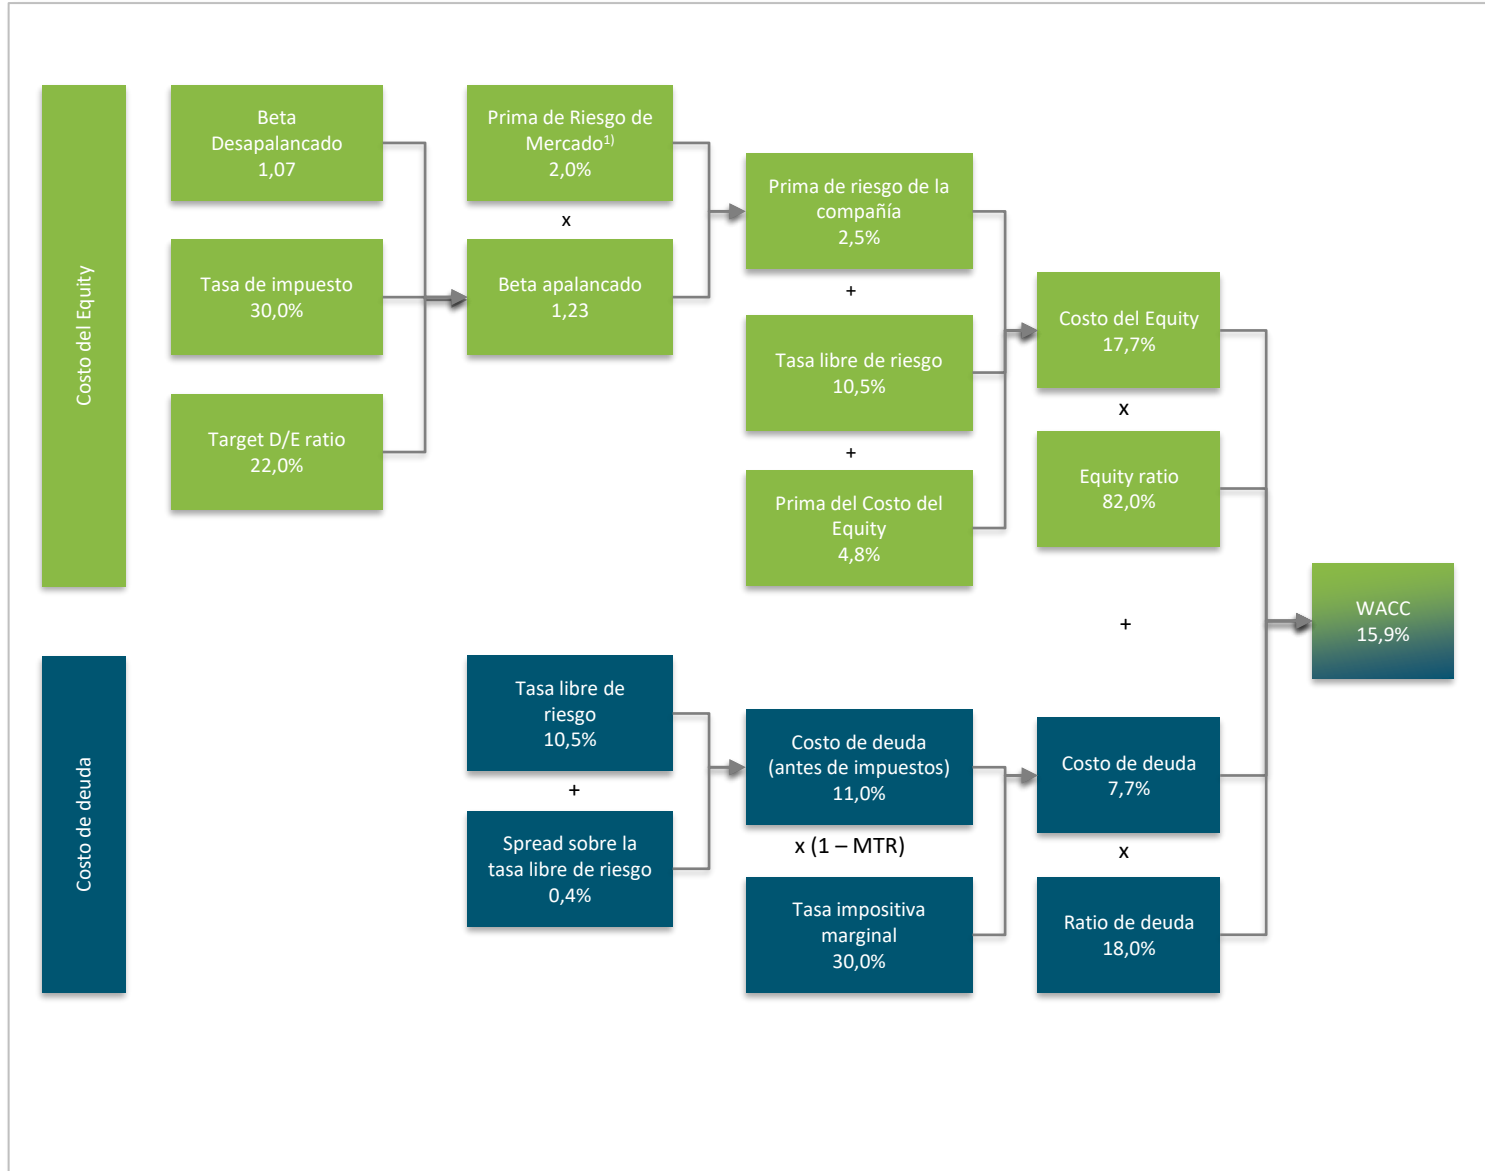 Costo del Equity
Beta
Desapalancado
1,07
Tasa de impuesto
30,0%
Target D/E ratio
22,0%
Prima de Riesgo de
Mercado1)
2,0%
x
Beta apalancado
1,23
Prima de riesgo de la
compañía
2,5%
+
Tasa libre de riesgo
10,5%
+
Prima del Costo del
Equity
4,8%
Costo del Equity
17,7%
x
Equity ratio
82,0%
+
WACC
15,9%
Costo de deuda
Tasa libre de
riesgo
10,5%
+
Spread sobre la
tasa libre de riesgo
0,4%
Costo de deuda
(antes de impuestos)
11,0%
x (1 – MTR)
Tasa impositiva
marginal
30,0%
Costo de deuda
7,7%
x
Ratio de deuda
18,0%